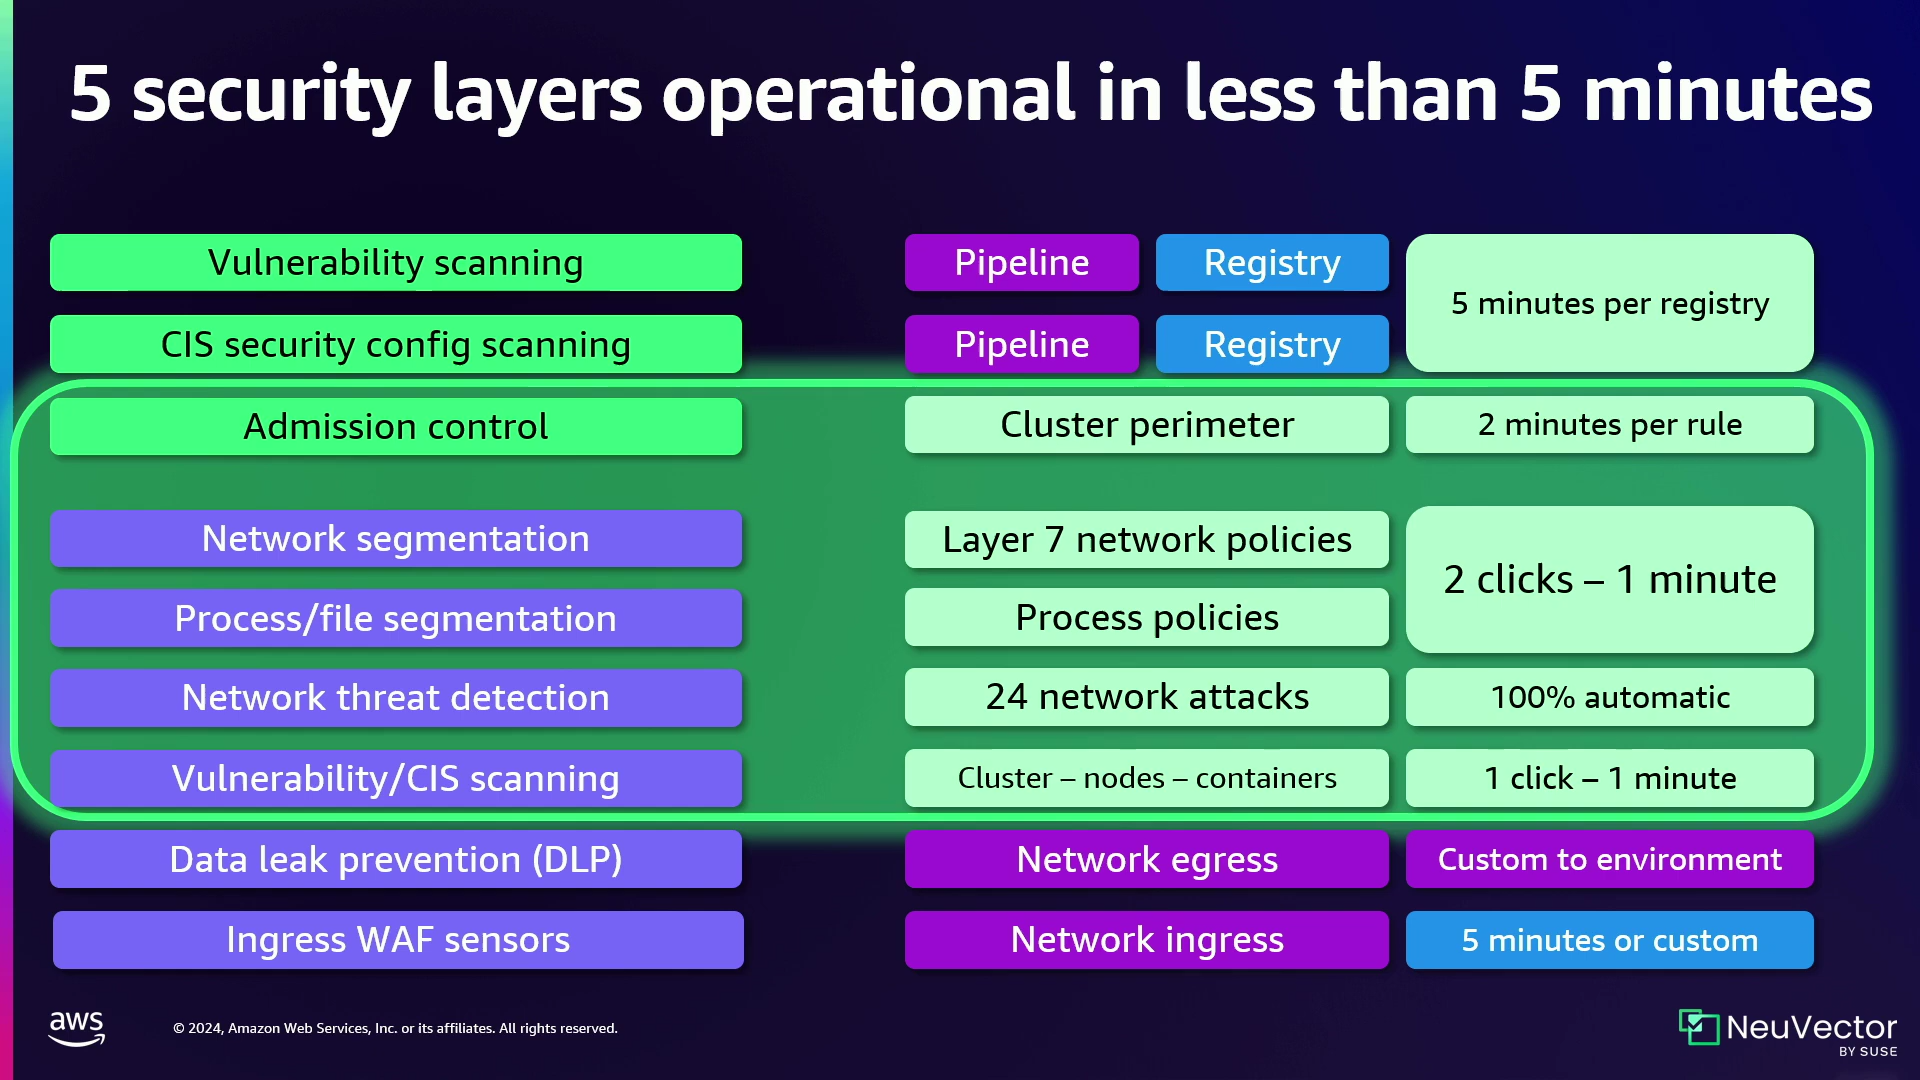 5 security layers operational in less than 5 minutes
Vulnerability scanning
Pipeline
Registry
5 minutes per registry
CIS security config scanning
Pipeline
Registry
Admission control
Cluster perimeter
2 minutes per rule
Network segmentation
Layer 7 network policies
2 clicks – 1 minute
Process/file segmentation
Process policies
Network threat detection
24 network attacks
100% automatic
Vulnerability/CIS scanning
Cluster – nodes – containers
1 click – 1 minute
Data leak prevention (DLP)
Network egress
Custom to environment
Ingress WAF sensors
Network ingress
5 minutes or custom
aws
© 2024, Amazon Web Services, Inc. or its affiliates. All rights reserved.
NeuVector
BY SUSE